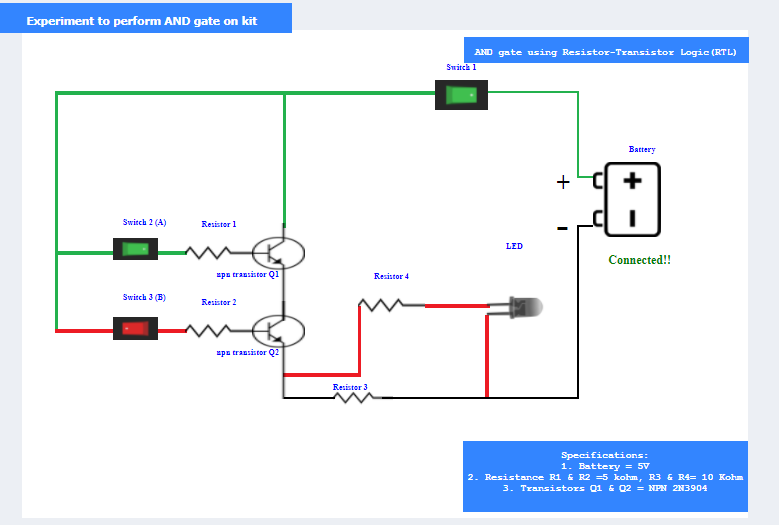 Experiment to perform AND gate on kit
AND gate using Resistor-Transistor Logic(RTL)
Switch 1
Battery
+
-
Switch 2 (A)
Resistor 1
LED
Connected!!
npn transistor Q1
Resistor 4
Switch 3 (B)
Resistor 2
npn transistor Q2
Resistor 3
Specifications:
1. Battery = 5V
2. Resistance R1 & R2 =5 kohm, R3 & R4= 10 Kohm
3. Transistors Q1 & Q2 = NPN 2N3904